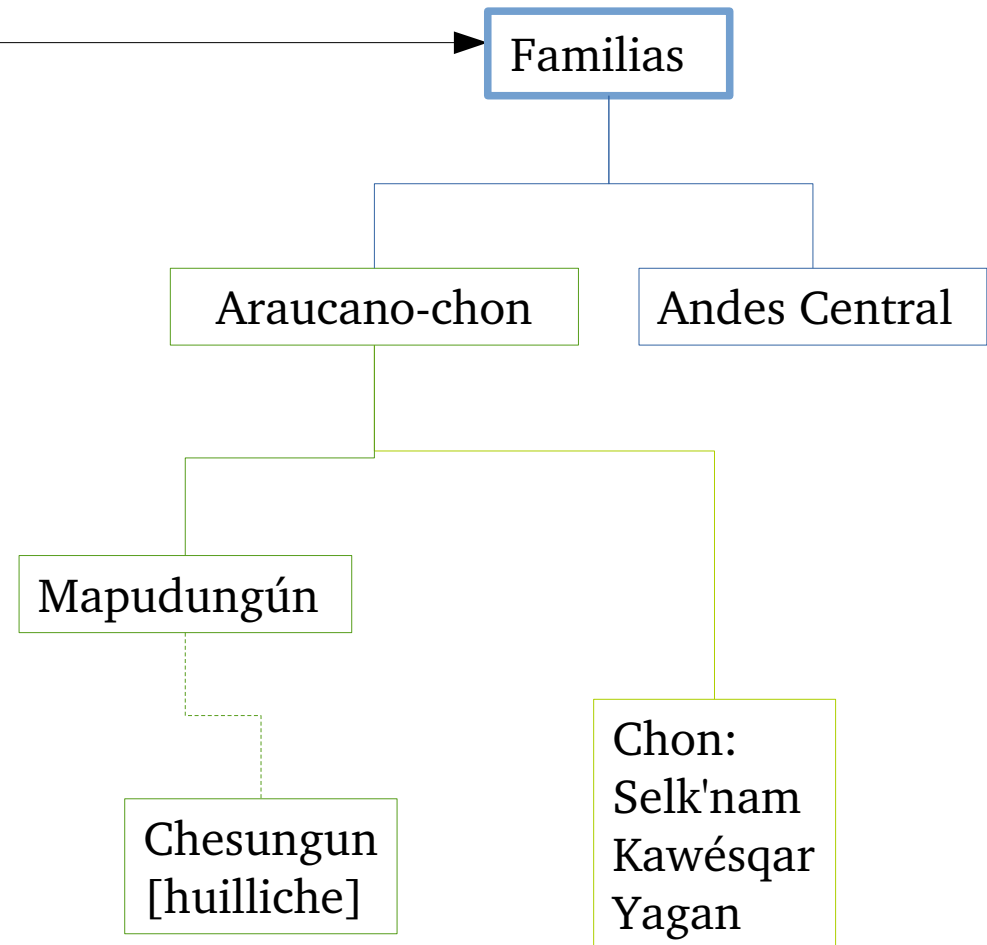 Familias
Araucano-chon
Andes Central
Mapudungún
Chon:
Selk'nam
Kawésqar
Yagan
Chesungun
[huilliche]